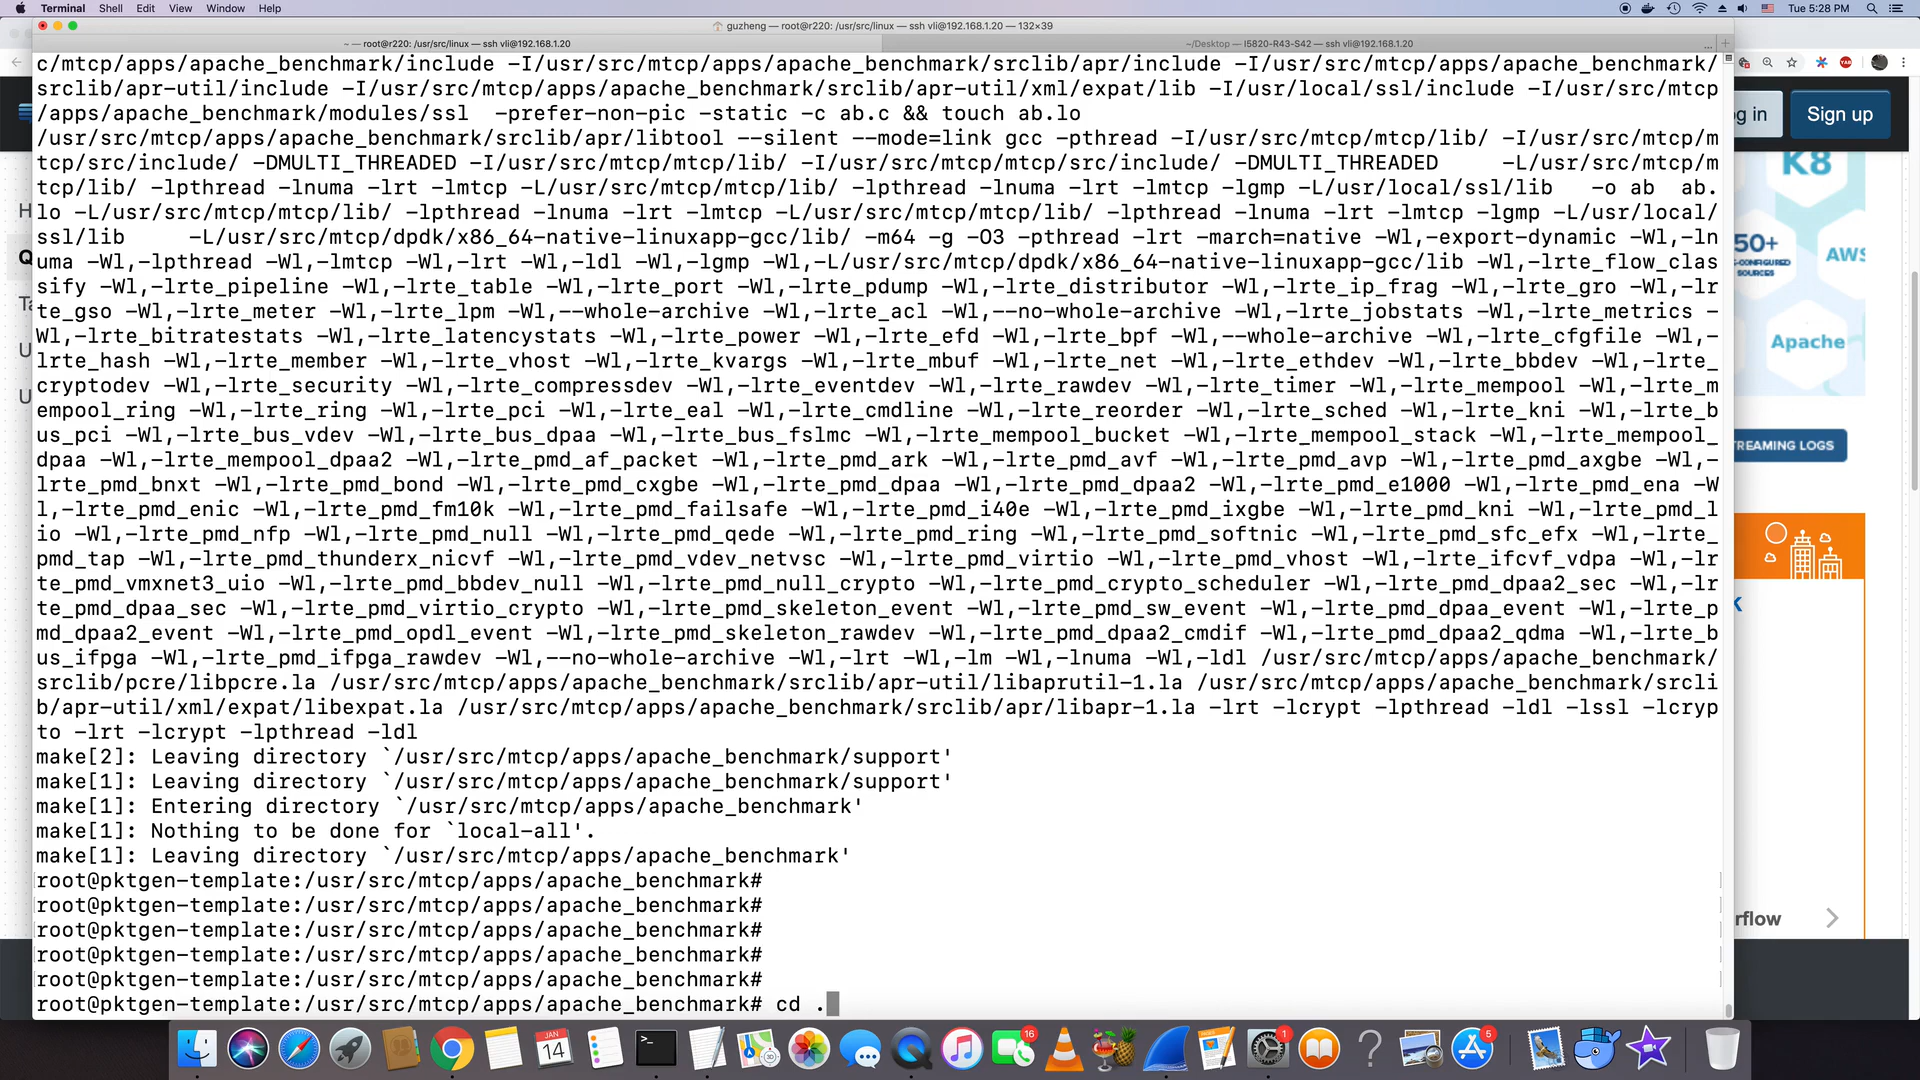 Terminal Shell Edit View Window Help Tue 5:28 PM
guzheng — root@r220: /usr/src/linux — ssh vli@192.168.1.20 — 132×39
~ — root@r220: /usr/src/linux — ssh vli@192.168.1.20 ~/Desktop — I5820-R43-S42 — ssh vli@192.168.1.20 ... +
c/mtcp/apps/apache_benchmark/include -I/usr/src/mtcp/apps/apache_benchmark/srclib/apr/include -I/usr/src/mtcp/apps/apache_benchmark/
srclib/apr-util/include -I/usr/src/mtcp/apps/apache_benchmark/srclib/apr-util/xml/expat/lib -I/usr/local/ssl/include -I/usr/src/mtcp
/apps/apache_benchmark/modules/ssl  -prefer-non-pic -static -c ab.c && touch ab.lo
/usr/src/mtcp/apps/apache_benchmark/srclib/apr/libtool --silent --mode=link gcc -pthread -I/usr/src/mtcp/mtcp/lib/ -I/usr/src/mtcp/m
tcp/src/include/ -DMULTI_THREADED -I/usr/src/mtcp/mtcp/lib/ -I/usr/src/mtcp/mtcp/src/include/ -DMULTI_THREADED     -L/usr/src/mtcp/m
tcp/lib/ -lpthread -lnuma -lrt -lmtcp -L/usr/src/mtcp/mtcp/lib/ -lpthread -lnuma -lrt -lmtcp -lgmp -L/usr/local/ssl/lib   -o ab  ab.
lo -L/usr/src/mtcp/mtcp/lib/ -lpthread -lnuma -lrt -lmtcp -L/usr/src/mtcp/mtcp/lib/ -lpthread -lnuma -lrt -lmtcp -lgmp -L/usr/local/
ssl/lib     -L/usr/src/mtcp/dpdk/x86_64-native-linuxapp-gcc/lib/ -m64 -g -O3 -pthread -lrt -march=native -Wl,-export-dynamic -Wl,-ln
uma -Wl,-lpthread -Wl,-lmtcp -Wl,-lrt -Wl,-ldl -Wl,-lgmp -Wl,-L/usr/src/mtcp/dpdk/x86_64-native-linuxapp-gcc/lib -Wl,-lrte_flow_clas
sify -Wl,-lrte_pipeline -Wl,-lrte_table -Wl,-lrte_port -Wl,-lrte_pdump -Wl,-lrte_distributor -Wl,-lrte_ip_frag -Wl,-lrte_gro -Wl,-lr
te_gso -Wl,-lrte_meter -Wl,-lrte_lpm -Wl,--whole-archive -Wl,-lrte_acl -Wl,--no-whole-archive -Wl,-lrte_jobstats -Wl,-lrte_metrics -
Wl,-lrte_bitratestats -Wl,-lrte_latencystats -Wl,-lrte_power -Wl,-lrte_efd -Wl,-lrte_bpf -Wl,--whole-archive -Wl,-lrte_cfgfile -Wl,-
lrte_hash -Wl,-lrte_member -Wl,-lrte_vhost -Wl,-lrte_kvargs -Wl,-lrte_mbuf -Wl,-lrte_net -Wl,-lrte_ethdev -Wl,-lrte_bbdev -Wl,-lrte_
cryptodev -Wl,-lrte_security -Wl,-lrte_compressdev -Wl,-lrte_eventdev -Wl,-lrte_rawdev -Wl,-lrte_timer -Wl,-lrte_mempool -Wl,-lrte_m
empool_ring -Wl,-lrte_ring -Wl,-lrte_pci -Wl,-lrte_eal -Wl,-lrte_cmdline -Wl,-lrte_reorder -Wl,-lrte_sched -Wl,-lrte_kni -Wl,-lrte_b
us_pci -Wl,-lrte_bus_vdev -Wl,-lrte_bus_dpaa -Wl,-lrte_bus_fslmc -Wl,-lrte_mempool_bucket -Wl,-lrte_mempool_stack -Wl,-lrte_mempool_
dpaa -Wl,-lrte_mempool_dpaa2 -Wl,-lrte_pmd_af_packet -Wl,-lrte_pmd_ark -Wl,-lrte_pmd_avf -Wl,-lrte_pmd_avp -Wl,-lrte_pmd_axgbe -Wl,-
lrte_pmd_bnxt -Wl,-lrte_pmd_bond -Wl,-lrte_pmd_cxgbe -Wl,-lrte_pmd_dpaa -Wl,-lrte_pmd_dpaa2 -Wl,-lrte_pmd_e1000 -Wl,-lrte_pmd_ena -W
l,-lrte_pmd_enic -Wl,-lrte_pmd_fm10k -Wl,-lrte_pmd_failsafe -Wl,-lrte_pmd_i40e -Wl,-lrte_pmd_ixgbe -Wl,-lrte_pmd_kni -Wl,-lrte_pmd_l
io -Wl,-lrte_pmd_nfp -Wl,-lrte_pmd_null -Wl,-lrte_pmd_qede -Wl,-lrte_pmd_ring -Wl,-lrte_pmd_softnic -Wl,-lrte_pmd_sfc_efx -Wl,-lrte_
pmd_tap -Wl,-lrte_pmd_thunderx_nicvf -Wl,-lrte_pmd_vdev_netvsc -Wl,-lrte_pmd_virtio -Wl,-lrte_pmd_vhost -Wl,-lrte_ifcvf_vdpa -Wl,-lr
te_pmd_vmxnet3_uio -Wl,-lrte_pmd_bbdev_null -Wl,-lrte_pmd_null_crypto -Wl,-lrte_pmd_crypto_scheduler -Wl,-lrte_pmd_dpaa2_sec -Wl,-lr
te_pmd_dpaa_sec -Wl,-lrte_pmd_virtio_crypto -Wl,-lrte_pmd_skeleton_event -Wl,-lrte_pmd_sw_event -Wl,-lrte_pmd_dpaa_event -Wl,-lrte_p
md_dpaa2_event -Wl,-lrte_pmd_opdl_event -Wl,-lrte_pmd_skeleton_rawdev -Wl,-lrte_pmd_dpaa2_cmdif -Wl,-lrte_pmd_dpaa2_qdma -Wl,-lrte_b
us_ifpga -Wl,-lrte_pmd_ifpga_rawdev -Wl,--no-whole-archive -Wl,-lrt -Wl,-lm -Wl,-lnuma -Wl,-ldl /usr/src/mtcp/apps/apache_benchmark/
srclib/pcre/libpcre.la /usr/src/mtcp/apps/apache_benchmark/srclib/apr-util/libaprutil-1.la /usr/src/mtcp/apps/apache_benchmark/srcli
b/apr-util/xml/expat/libexpat.la /usr/src/mtcp/apps/apache_benchmark/srclib/apr/libapr-1.la -lrt -lcrypt -lpthread -ldl -lssl -lcryp
to -lrt -lcrypt -lpthread -ldl
make[2]: Leaving directory `/usr/src/mtcp/apps/apache_benchmark/support'
make[1]: Leaving directory `/usr/src/mtcp/apps/apache_benchmark/support'
make[1]: Entering directory `/usr/src/mtcp/apps/apache_benchmark'
make[1]: Nothing to be done for `local-all'.
make[1]: Leaving directory `/usr/src/mtcp/apps/apache_benchmark'
root@pktgen-template:/usr/src/mtcp/apps/apache_benchmark#
root@pktgen-template:/usr/src/mtcp/apps/apache_benchmark#
root@pktgen-template:/usr/src/mtcp/apps/apache_benchmark#
root@pktgen-template:/usr/src/mtcp/apps/apache_benchmark#
root@pktgen-template:/usr/src/mtcp/apps/apache_benchmark#
root@pktgen-template:/usr/src/mtcp/apps/apache_benchmark# cd .
g in Sign up
K8
50+
AWS
Apache
TREAMING LOGS
rflow
JAN
14
16
1
5